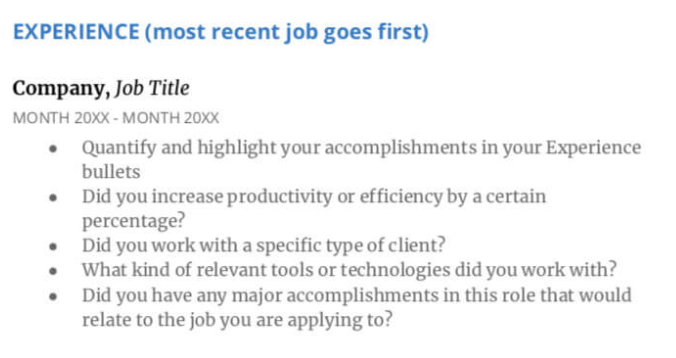 EXPERIENCE (most recent job goes first)
Company, Job Title
MONTH 20XX - MONTH 20XX
• Quantify and highlight your accomplishments in your Experience
bullets
• Did you increase productivity or efficiency by a certain
percentage?
• Did you work with a specific type of client?
• What kind of relevant tools or technologies did you work with?
• Did you have any major accomplishments in this role that would
relate to the job you are applying to?